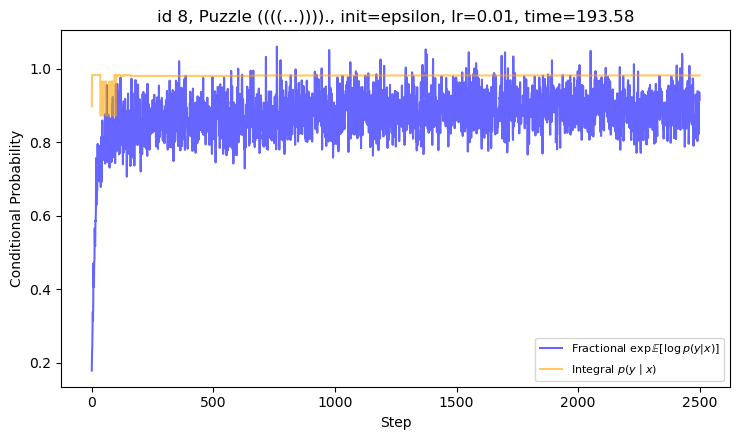 id 8, Puzzle ((((...))))., init=epsilon, lr=0.01, time=193.58
Conditional Probability
1.0
0.8
0.6
0.4
0.2
0
500
1000
1500
2000
2500
Step
Fractional exp𝔼[log p(y|x)]
Integral p(y | x)